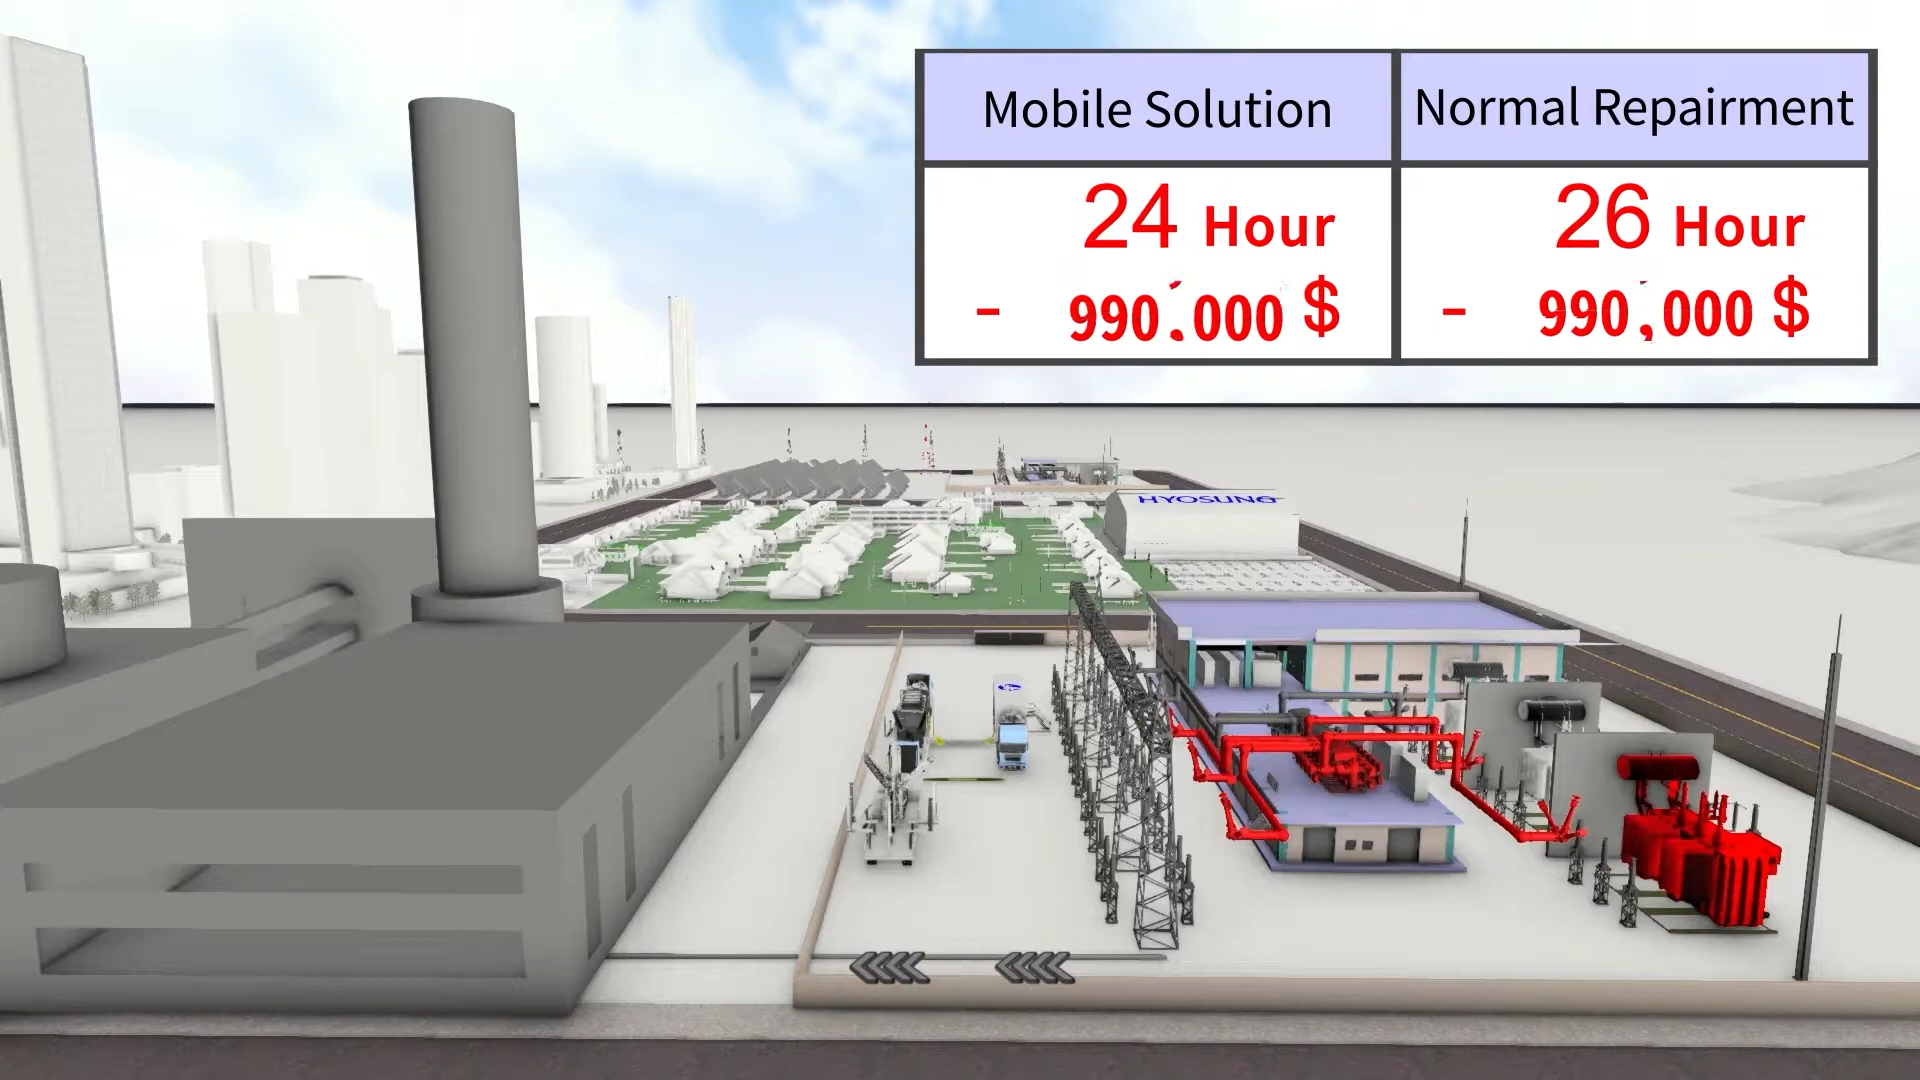 Mobile Solution
Normal Repairment
24 Hour
26 Hour
- 990.000 $
- 990,000 $
HYOSUNG